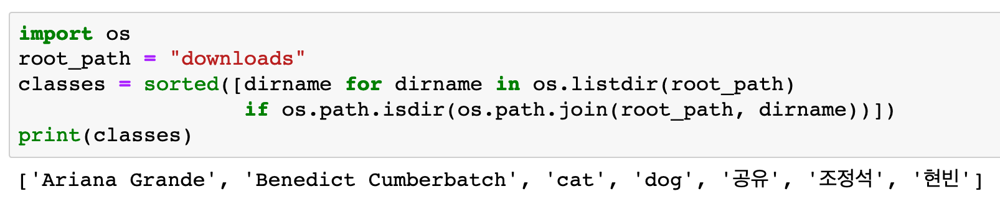 import os
root_path = "downloads"
classes = sorted([dirname for dirname in os.listdir(root_path)
                  if os.path.isdir(os.path.join(root_path, dirname))])
print(classes)
['Ariana Grande', 'Benedict Cumberbatch', 'cat', 'dog', '공유', '조정석', '현빈']